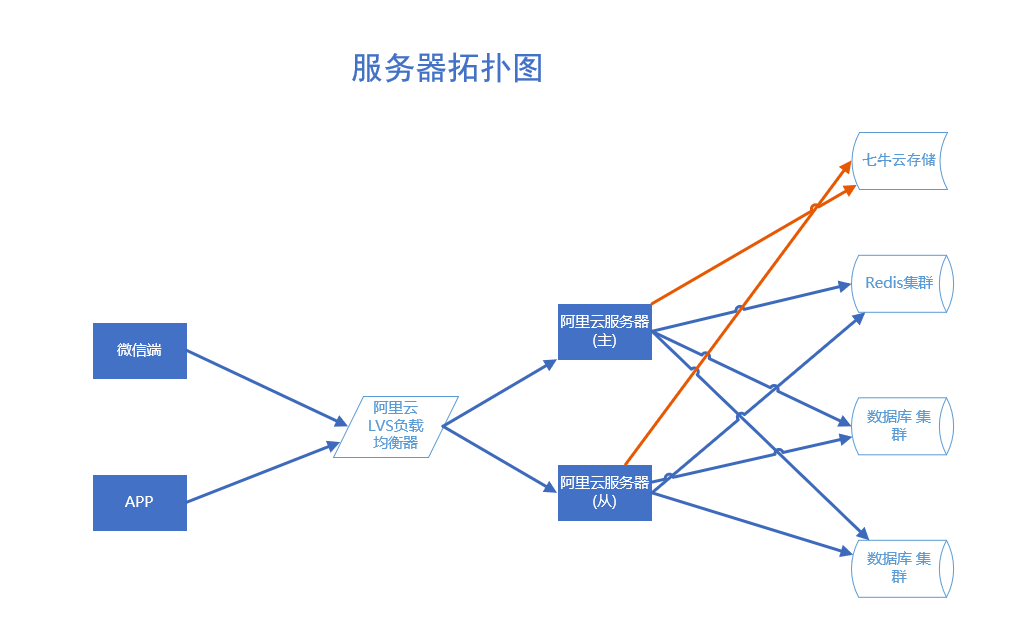 服务器拓扑图
七牛云存储
Redis集群
阿里云服务器
(主)
微信端
阿里云
LVS负载
均衡器
数据库 集
群
阿里云服务器
(从)
APP
数据库 集
群